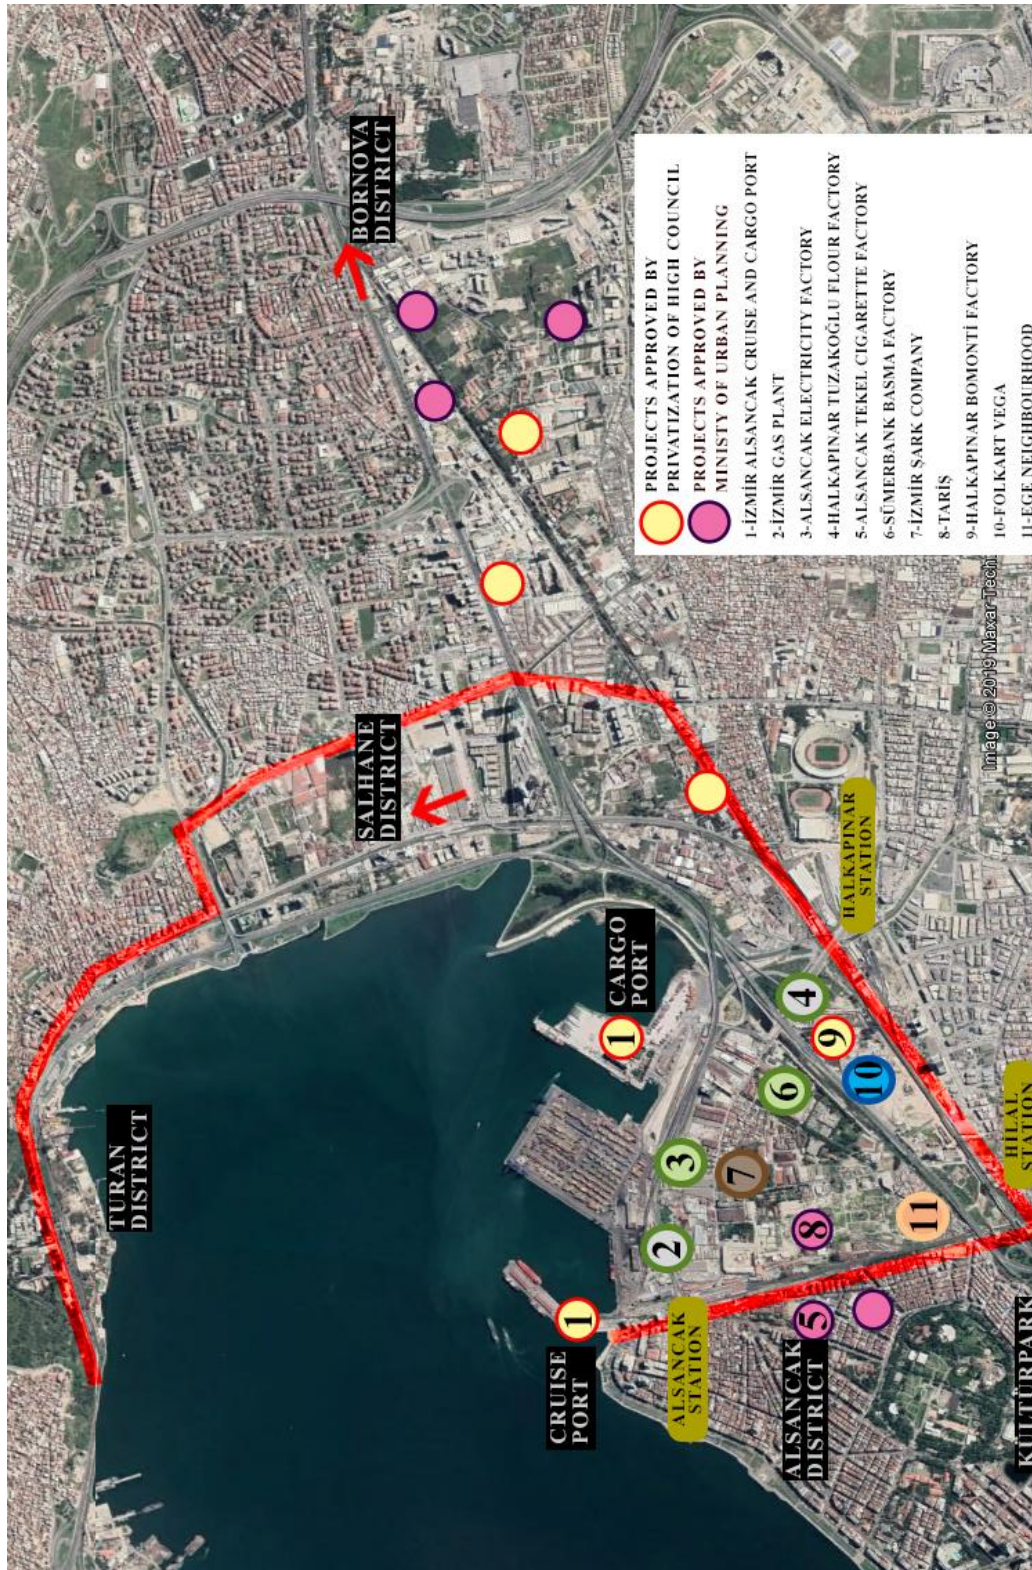 TURAN
DISTRICT
SALHANE
DISTRICT
BORNOVA
DISTRICT
CRUISE
PORT
CARGO
PORT
1
1
ALSANCAK
STATION
2
3
7
6
4
9
10
8
5
11
ALSANCAK
DISTRICT
HALKAPINAR
STATION
HİLAL
STATION
KÜLTÜRPARK
PROJECTS APPROVED BY
PRIVATIZATION OF HIGH COUNCIL
PROJECTS APPROVED BY
MINISTY OF URBAN PLANNING
1-İZMİR ALSANCAK CRUISE AND CARGO PORT
2-İZMİR GAS PLANT
3-ALSANCAK ELECTRICITY FACTORY
4-HALKAPINAR TUZAKOĞLU FLOUR FACTORY
5-ALSANCAK TEKEL CIGARETTE FACTORY
6-SÜMERBANK BASMA FACTORY
7-İZMİR ŞARK COMPANY
8-TARİŞ
9-HALKAPINAR BOMONTİ FACTORY
10-FOLKART VEGA
11-EGE NEIGHBOURHOOD
Image © 2019 Maxar Tech